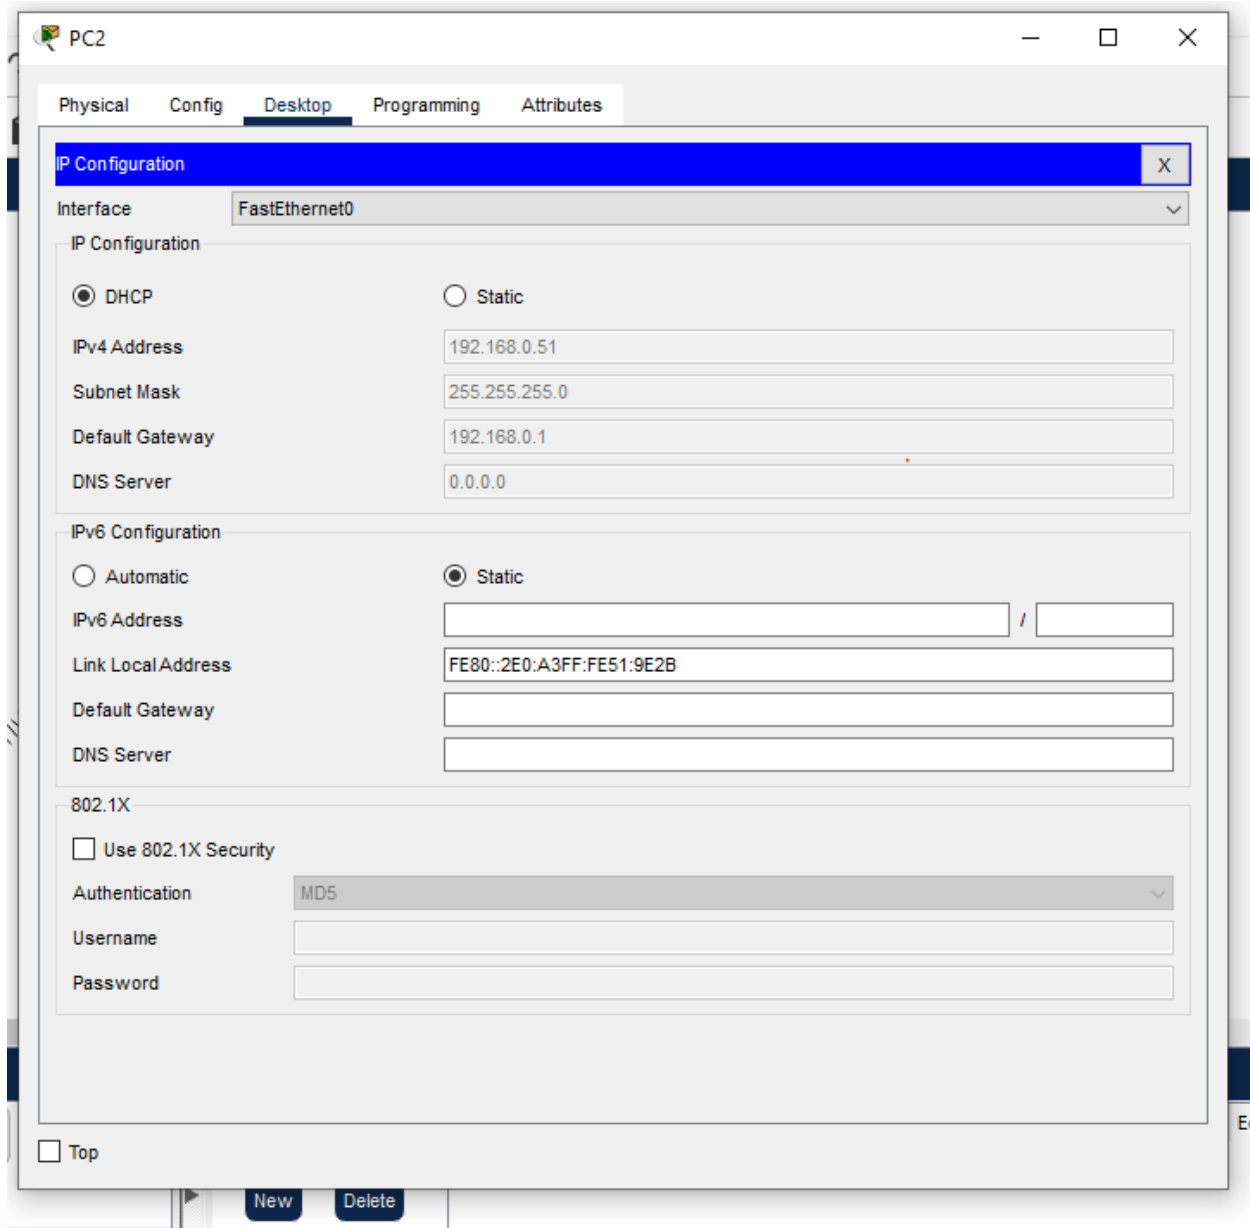 PC2
Physical Config Desktop Programming Attributes
IP Configuration X
Interface FastEthernet0
IP Configuration
DHCP Static
IPv4 Address 192.168.0.51
Subnet Mask 255.255.255.0
Default Gateway 192.168.0.1
DNS Server 0.0.0.0
IPv6 Configuration
Automatic Static
IPv6 Address /
Link Local Address FE80::2E0:A3FF:FE51:9E2B
Default Gateway
DNS Server
802.1X
Use 802.1X Security
Authentication MD5
Username
Password
Top
New Delete